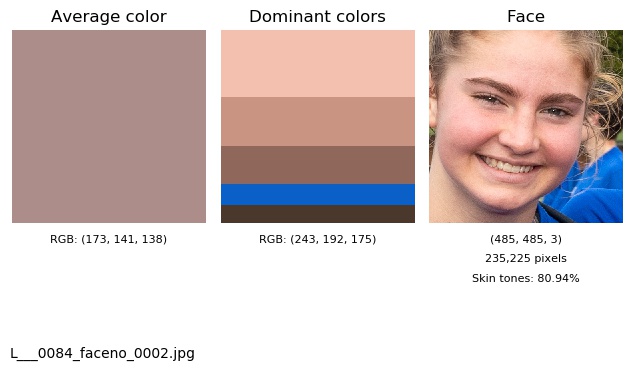 Average color
Dominant colors
Face
RGB: (173, 141, 138)
RGB: (243, 192, 175)
(485, 485, 3)
235,225 pixels
Skin tones: 80.94%
L___0084_faceno_0002.jpg